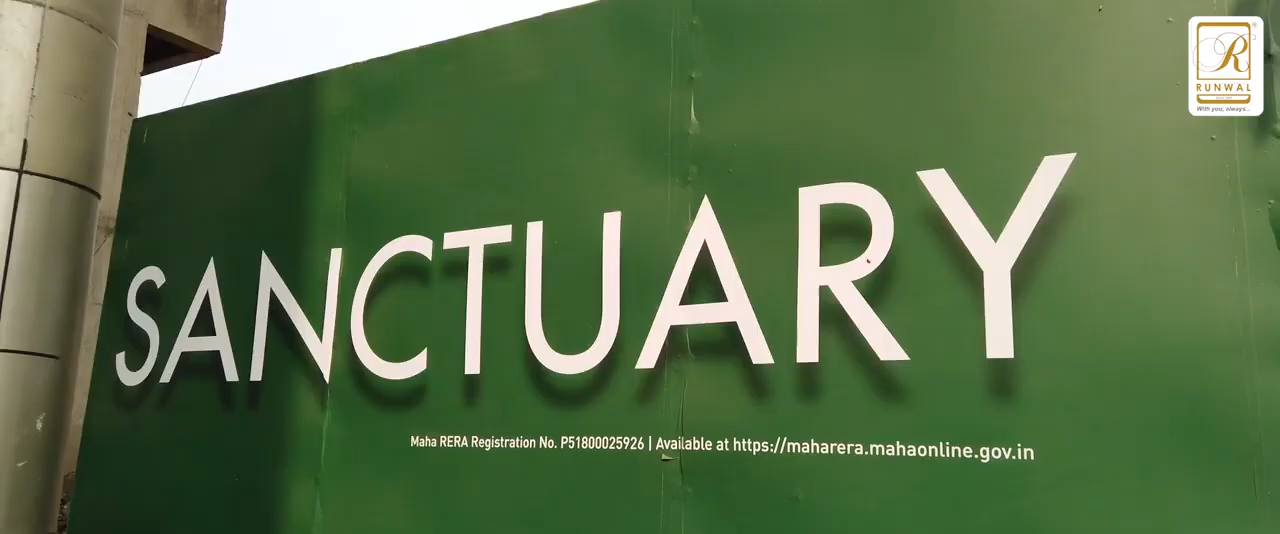 R
RUNWAL
With you, always...
SANCTUARY
Maha RERA Registration No. P51800025926 | Available at https://maharera.mahaonline.gov.in